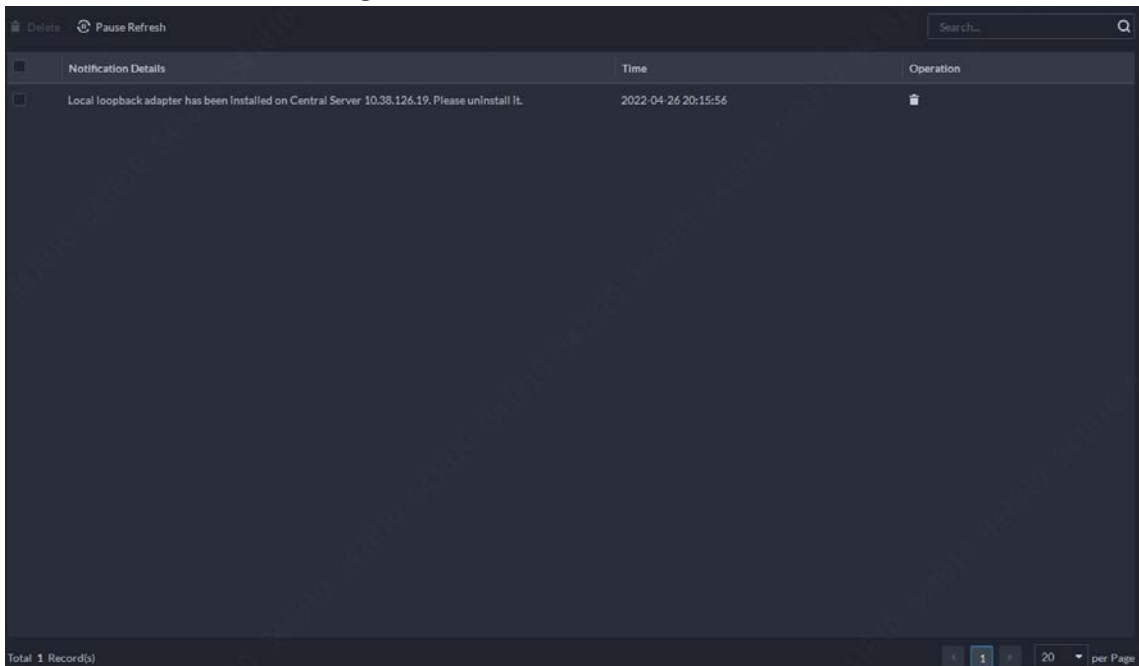 Delete Pause Refresh Search...
Notification Details Time Operation
Local loopback adapter has been installed on Central Server 10.38.126.19. Please uninstall it. 2022-04-26 20:15:56
Total 1 Record(s) 1 20 per Page